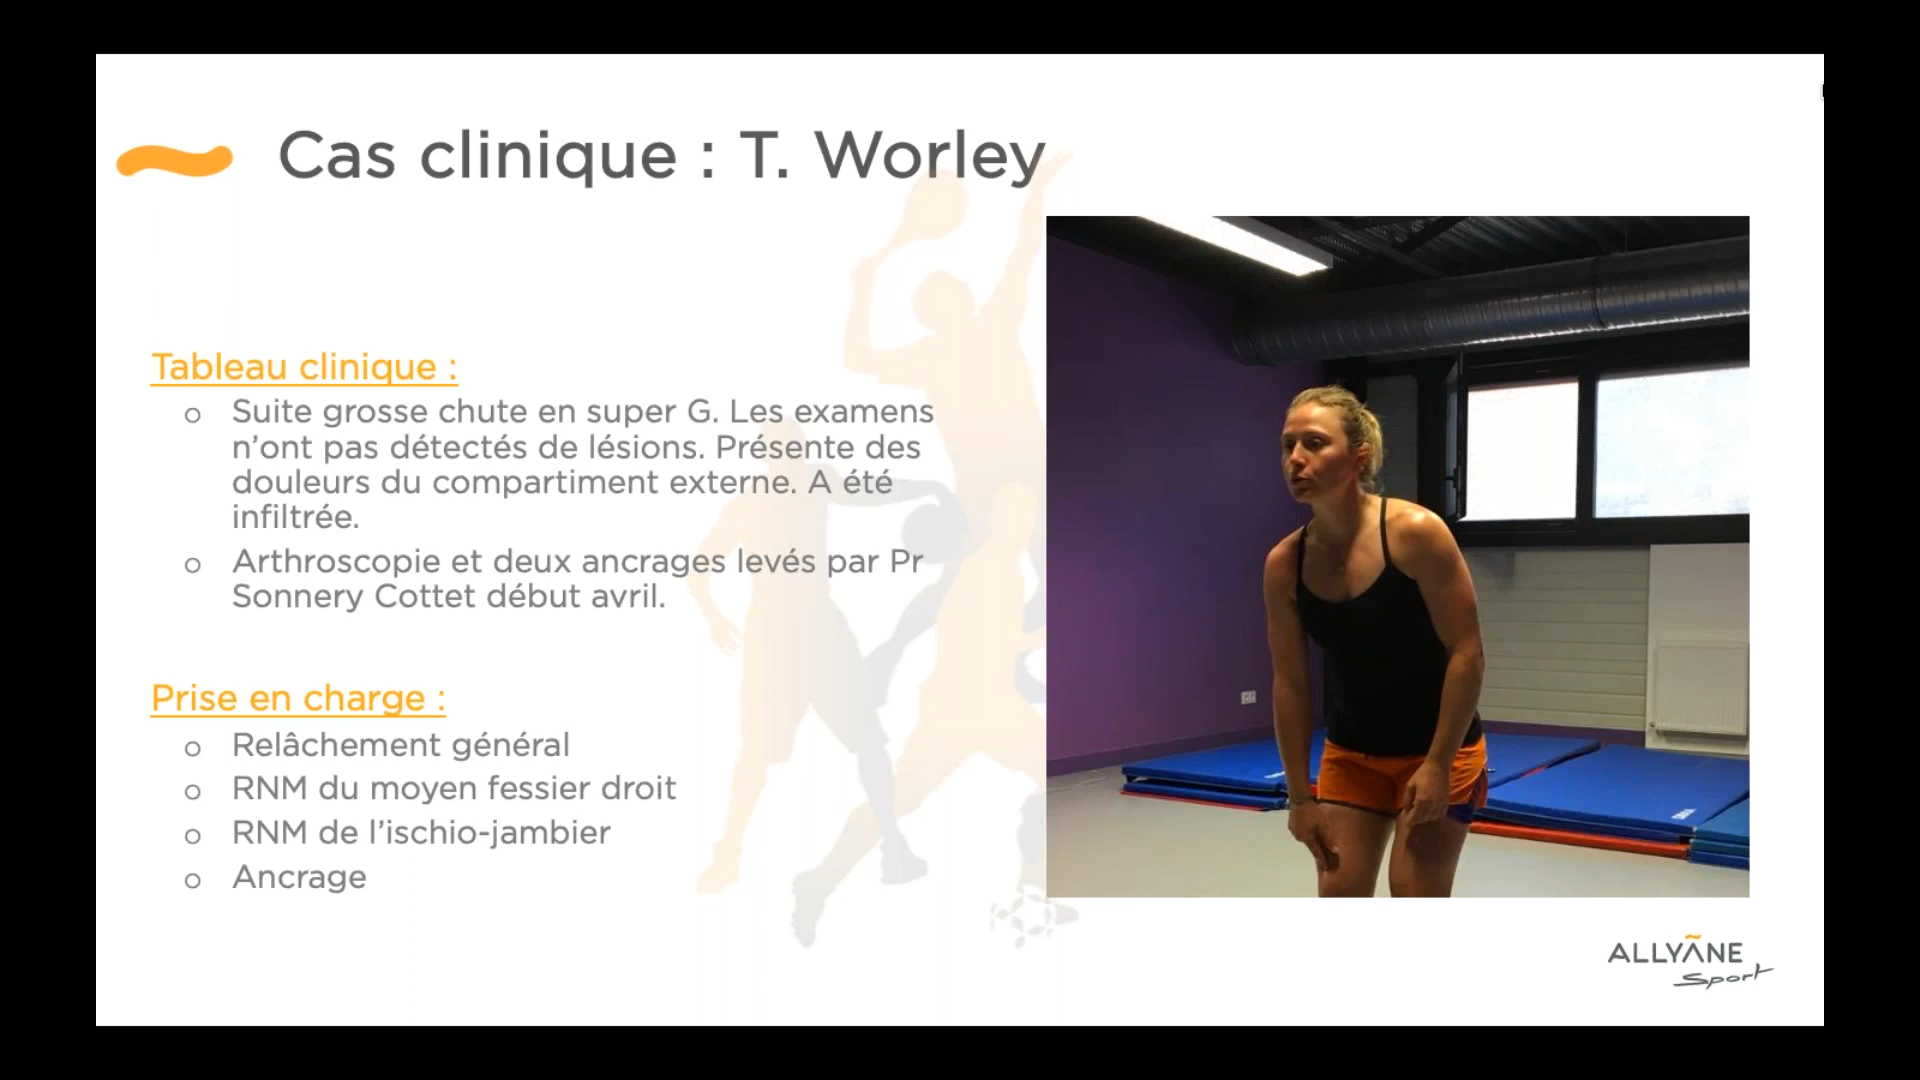 Cas clinique : T. Worley
Tableau clinique :
o Suite grosse chute en super G. Les examens
n’ont pas détectés de lésions. Présente des
douleurs du compartiment externe. A été
infiltrée.
o Arthroscopie et deux ancrages levés par Pr
Sonnery Cottet début avril.
Prise en charge :
o Relâchement général
o RNM du moyen fessier droit
o RNM de l’ischio-jambier
o Ancrage
ALLYANE
Sport